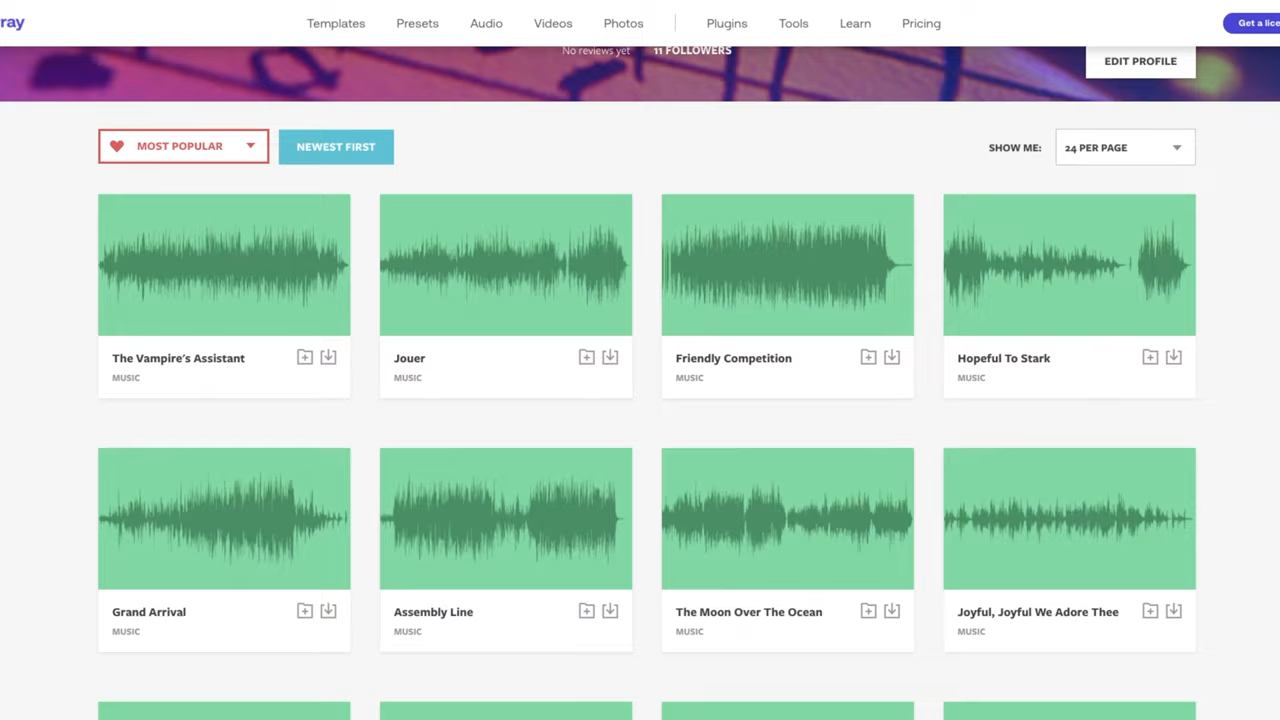 ray Templates Presets Audio Videos Photos Plugins Tools Learn Pricing Get a lice
No reviews yet 11 FOLLOWERS
EDIT PROFILE
MOST POPULAR NEWEST FIRST SHOW ME: 24 PER PAGE
The Vampire's Assistant
MUSIC
Jouer
MUSIC
Friendly Competition
MUSIC
Hopeful To Stark
MUSIC
Grand Arrival
MUSIC
Assembly Line
MUSIC
The Moon Over The Ocean
MUSIC
Joyful, Joyful We Adore Thee
MUSIC